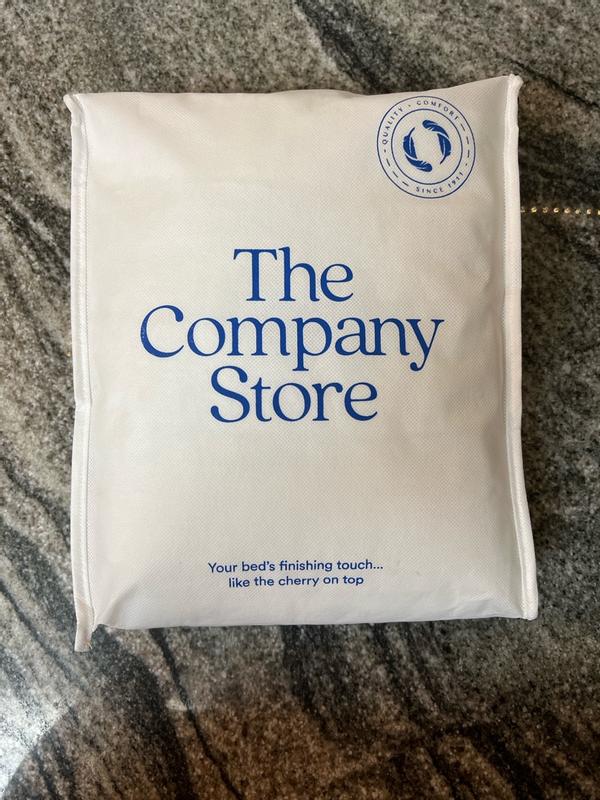 QUALITY • COMFORT
SINCE 1911
The
Company
Store
Your bed's finishing touch...
like the cherry on top